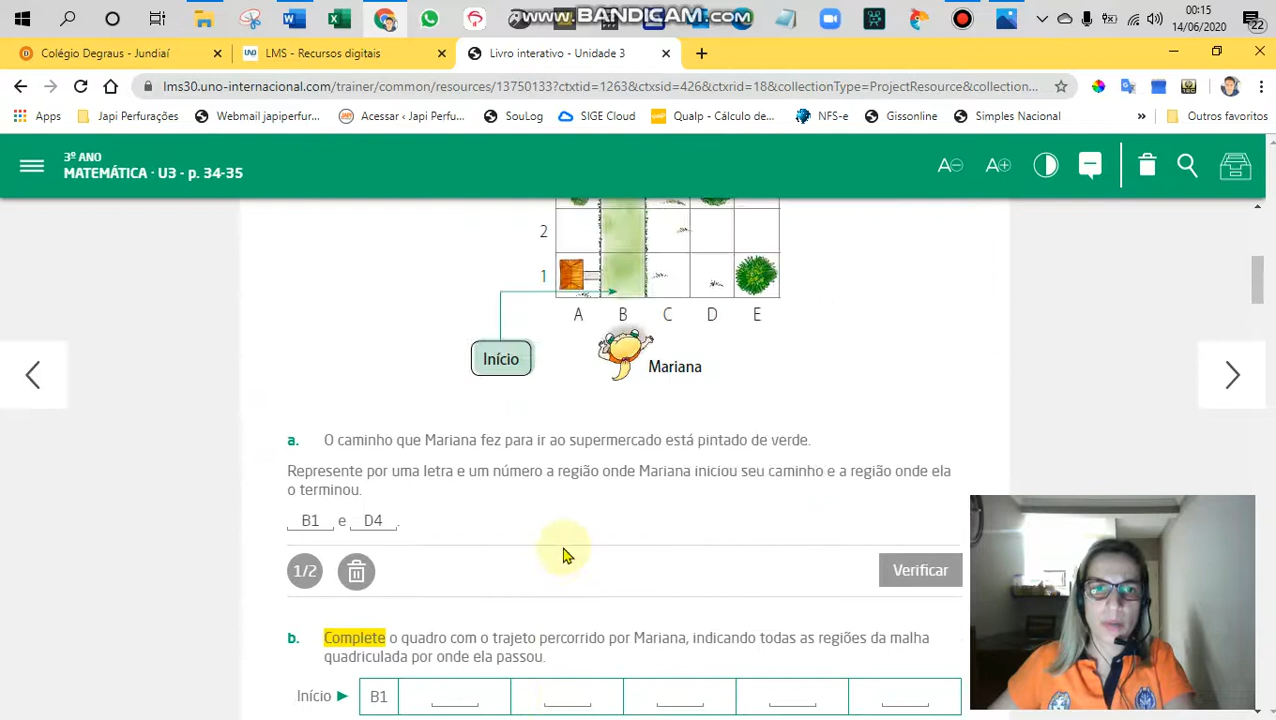 www.BANDICAM.com
00:15
14/06/2020
22
Colégio Degraus - Jundiaí
LMS - Recursos digitais
Livro interativo - Unidade 3
lms30.uno-internacional.com/trainer/common/resources/13750133?ctxtid=1263&ctxsid=426&ctxrid=18&collectionType=ProjectResource&collection...
Apps
Japi Perfurações
Webmail japiperfur...
Acessar ‹ Japi Perfu...
SouLog
SIGE Cloud
Qualp - Cálculo de...
NFS-e
Gissonline
Simples Nacional
Outros favoritos
3º ANO
MATEMÁTICA · U3 - p. 34-35
2
1
A B C D E
Início
Mariana
a. O caminho que Mariana fez para ir ao supermercado está pintado de verde.
Represente por uma letra e um número a região onde Mariana iniciou seu caminho e a região onde ela
o terminou.
B1 e D4.
1/2
Verificar
b. Complete o quadro com o trajeto percorrido por Mariana, indicando todas as regiões da malha
quadriculada por onde ela passou.
Início B1